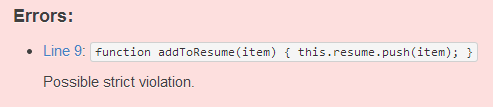 Errors:
Line 9: function addToResume(item) { this.resume.push(item); }
Possible strict violation.